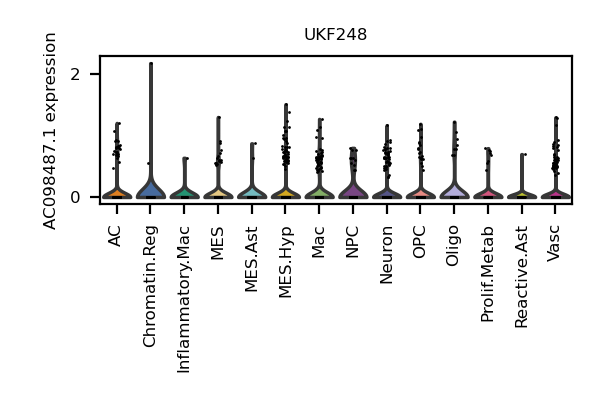 UKF248
AC098487.1 expression
2
0
AC
Chromatin.Reg
Inflammatory.Mac
MES
MES.Ast
MES.Hyp
Mac
NPC
Neuron
OPC
Oligo
Prolif.Metab
Reactive.Ast
Vasc